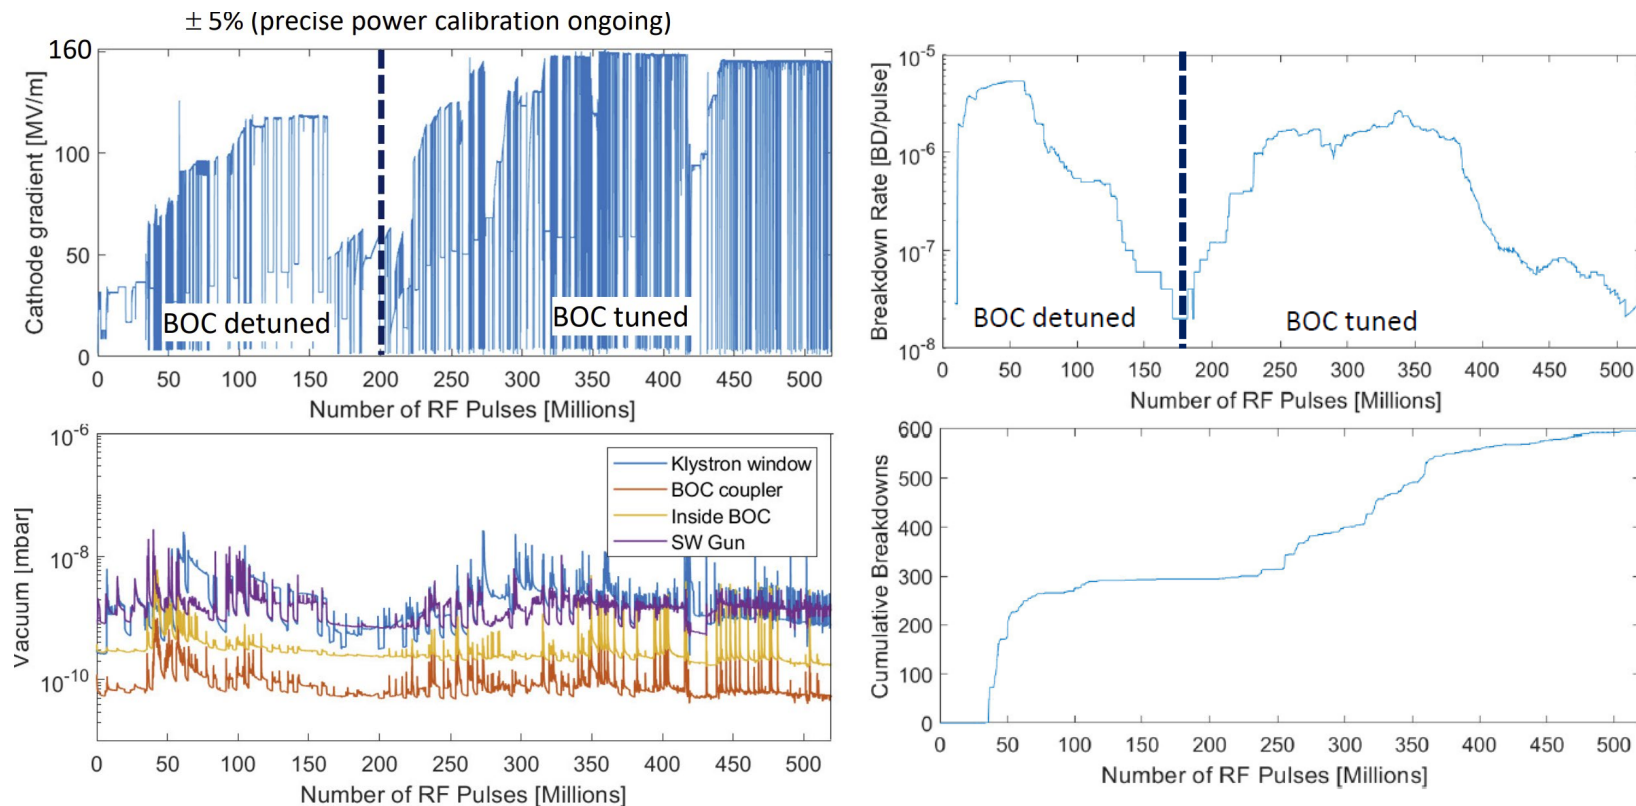 ± 5% (precise power calibration ongoing)
160
100
50
0
Cathode gradient [MV/m]
BOC detuned
BOC tuned
0 50 100 150 200 250 300 350 400 450 500
Number of RF Pulses [Millions]
10-5
10-6
10-7
10-8
Breakdown Rate [BD/pulse]
BOC detuned
BOC tuned
0 50 100 150 200 250 300 350 400 450 500
Number of RF Pulses [Millions]
10-6
10-8
10-10
Vacuum [mbar]
Klystron window
BOC coupler
Inside BOC
SW Gun
0 50 100 150 200 250 300 350 400 450 500
Number of RF Pulses [Millions]
600
500
400
300
200
100
0
Cumulative Breakdowns
0 50 100 150 200 250 300 350 400 450 500
Number of RF Pulses [Millions]